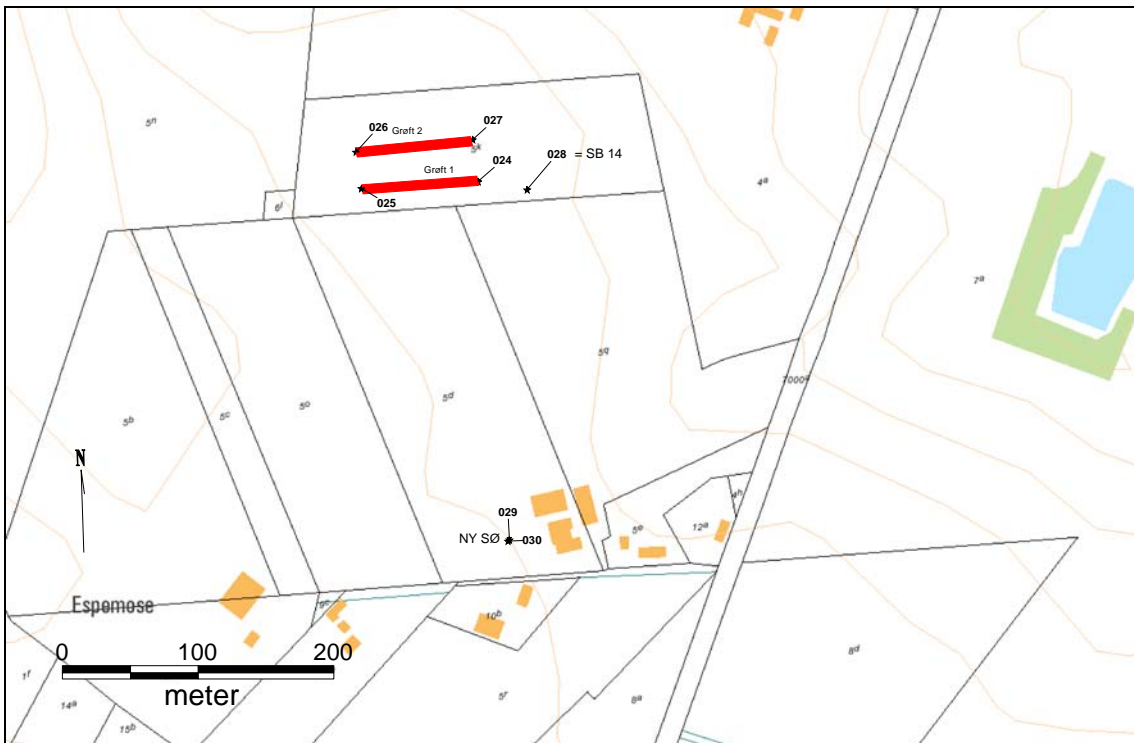 5n
026
Grøft 2
027
5k
Grøft 1
024
028 = SB 14
025
4a
6l
7a
5q
7000d
5b
5c
5o
5d
N
4h
029
5e
12a
NY SØ
030
Espemose
9c
10b
0 100 200
meter
1f
14a
15b
5r
8a
8d